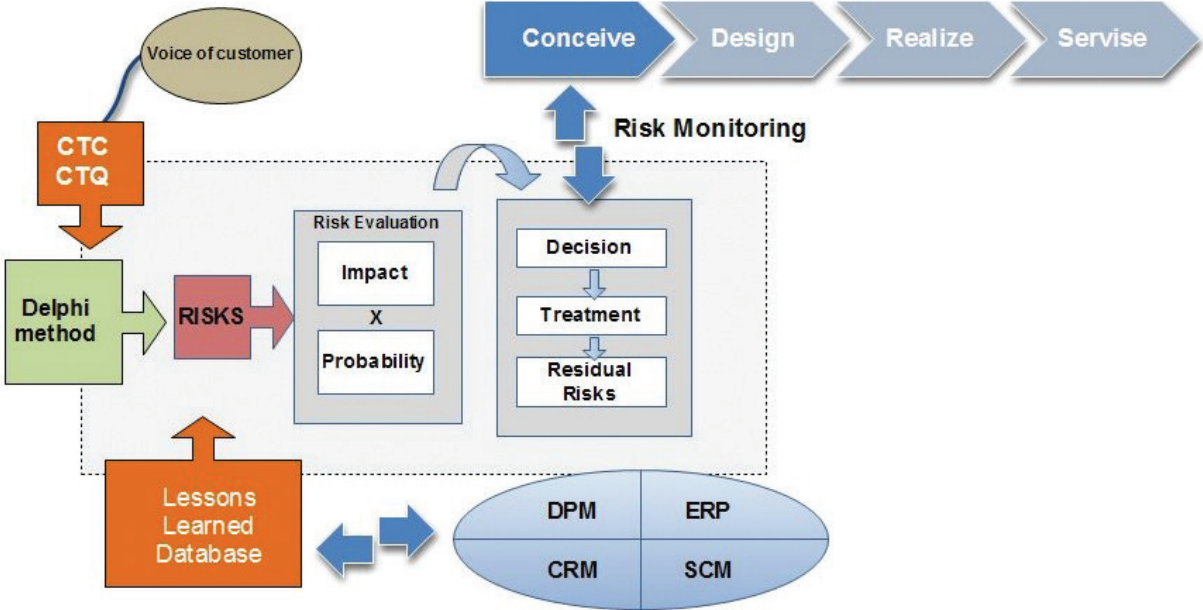 Voice of customer
Conceive
Design
Realize
Servise
CTC
CTQ
Risk Monitoring
Risk Evaluation
Impact
X
Probability
Decision
Treatment
Residual
Risks
Delphi
method
RISKS
Lessons
Learned
Database
DPM
ERP
CRM
SCM